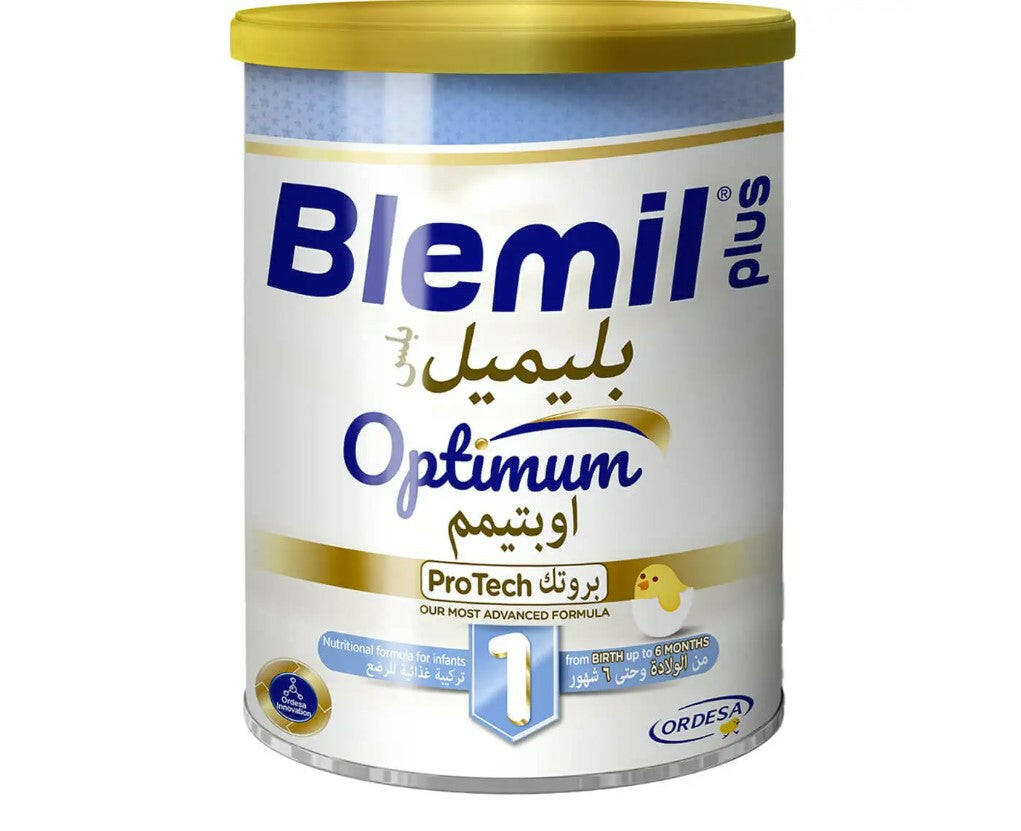 Blemil® plus
بليميل بلس
Optimum
اوبتيمم
ProTech بروتك
OUR MOST ADVANCED FORMULA
1
Nutritional formula for infants
تركيبة غذائية للرضع
from BIRTH up to 6 MONTHS
من الولادة وحتى ٦ شهور
Ordesa
Innovation
ORDESA